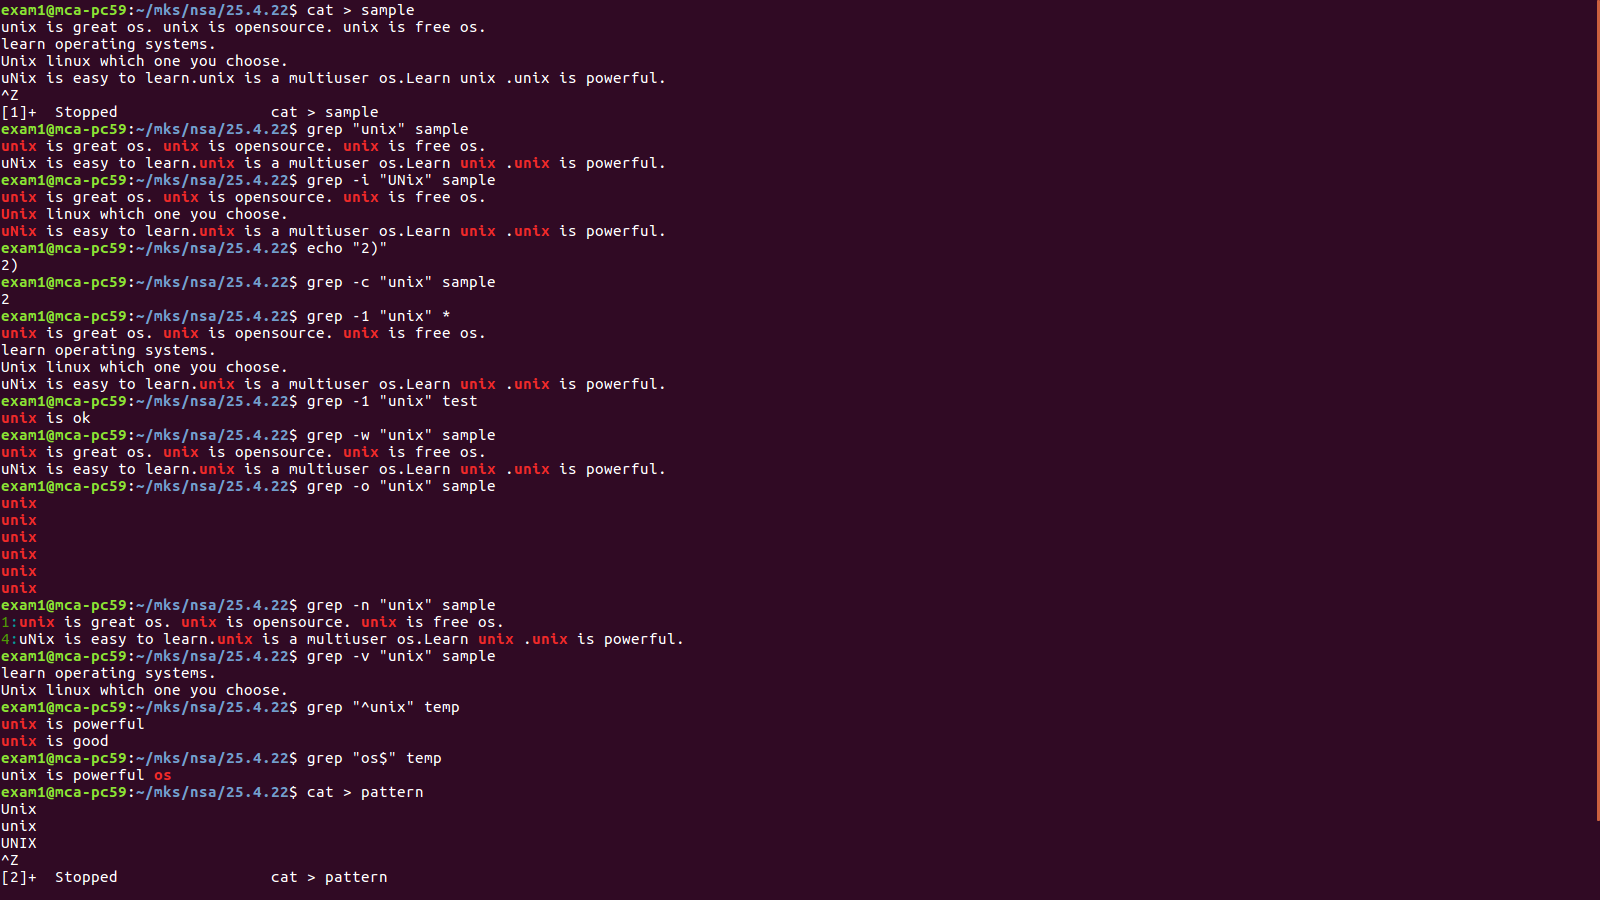 exam1@mca-pc59:~/mks/nsa/25.4.22$ cat > sample
unix is great os. unix is opensource. unix is free os.
learn operating systems.
Unix linux which one you choose.
uNix is easy to learn.unix is a multiuser os.Learn unix .unix is powerful.
^Z
[1]+  Stopped                 cat > sample
exam1@mca-pc59:~/mks/nsa/25.4.22$ grep "unix" sample
unix is great os. unix is opensource. unix is free os.
uNix is easy to learn.unix is a multiuser os.Learn unix .unix is powerful.
exam1@mca-pc59:~/mks/nsa/25.4.22$ grep -i "UNix" sample
unix is great os. unix is opensource. unix is free os.
Unix linux which one you choose.
uNix is easy to learn.unix is a multiuser os.Learn unix .unix is powerful.
exam1@mca-pc59:~/mks/nsa/25.4.22$ echo "2)"
2)
exam1@mca-pc59:~/mks/nsa/25.4.22$ grep -c "unix" sample
2
exam1@mca-pc59:~/mks/nsa/25.4.22$ grep -1 "unix" *
unix is great os. unix is opensource. unix is free os.
learn operating systems.
Unix linux which one you choose.
uNix is easy to learn.unix is a multiuser os.Learn unix .unix is powerful.
exam1@mca-pc59:~/mks/nsa/25.4.22$ grep -1 "unix" test
unix is ok
exam1@mca-pc59:~/mks/nsa/25.4.22$ grep -w "unix" sample
unix is great os. unix is opensource. unix is free os.
uNix is easy to learn.unix is a multiuser os.Learn unix .unix is powerful.
exam1@mca-pc59:~/mks/nsa/25.4.22$ grep -o "unix" sample
unix
unix
unix
unix
unix
unix
exam1@mca-pc59:~/mks/nsa/25.4.22$ grep -n "unix" sample
1:unix is great os. unix is opensource. unix is free os.
4:uNix is easy to learn.unix is a multiuser os.Learn unix .unix is powerful.
exam1@mca-pc59:~/mks/nsa/25.4.22$ grep -v "unix" sample
learn operating systems.
Unix linux which one you choose.
exam1@mca-pc59:~/mks/nsa/25.4.22$ grep "^unix" temp
unix is powerful
unix is good
exam1@mca-pc59:~/mks/nsa/25.4.22$ grep "os$" temp
unix is powerful os
exam1@mca-pc59:~/mks/nsa/25.4.22$ cat > pattern
Unix
unix
UNIX
^Z
[2]+  Stopped                 cat > pattern